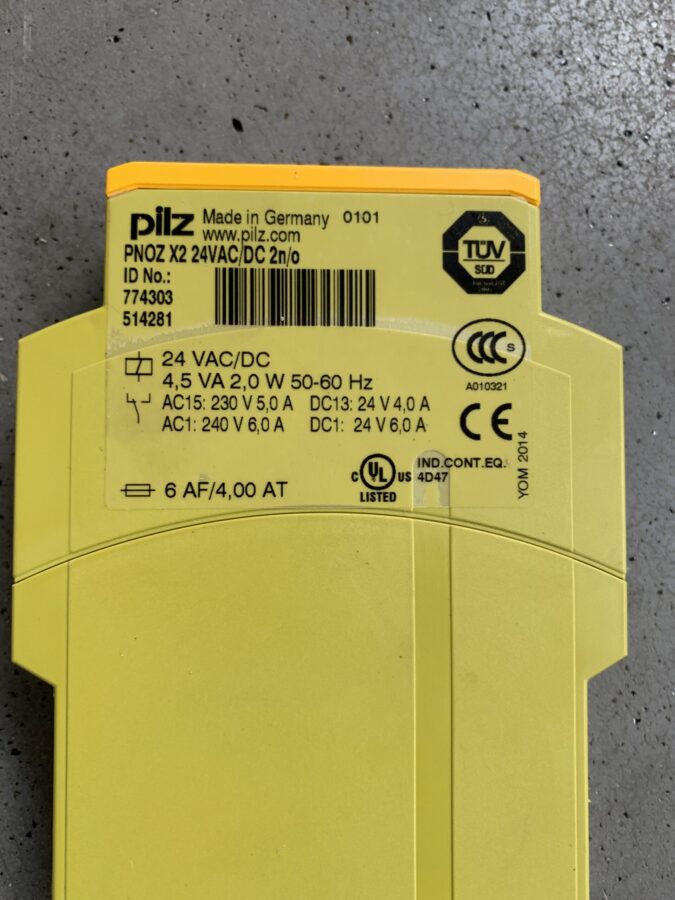 pilz Made in Germany 0101
www.pilz.com
PNOZ X2 24VAC/DC 2n/o
ID No.:
774303
514281
TÜV
SÜD
CCC S
A010321
24 VAC/DC
4,5 VA 2,0 W 50-60 Hz
AC15: 230 V 5,0 A DC13: 24 V 4,0 A
AC1: 240 V 6,0 A DC1: 24 V 6,0 A
CE
YOM 2014
6 AF/4,00 AT
C UL US IND.CONT.EQ.
4D47
LISTED